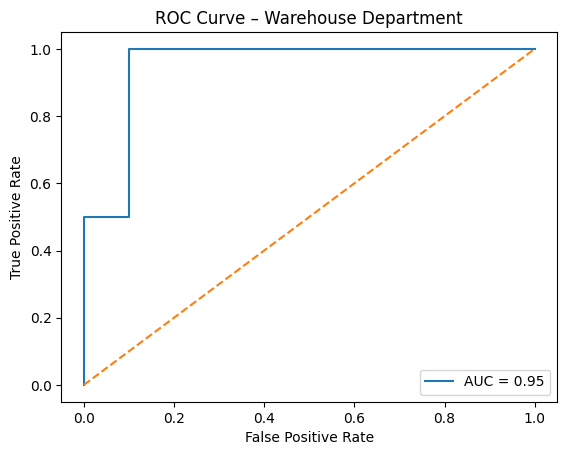 ROC Curve – Warehouse Department
True Positive Rate
1.0
0.8
0.6
0.4
0.2
0.0
AUC = 0.95
0.0 0.2 0.4 0.6 0.8 1.0
False Positive Rate